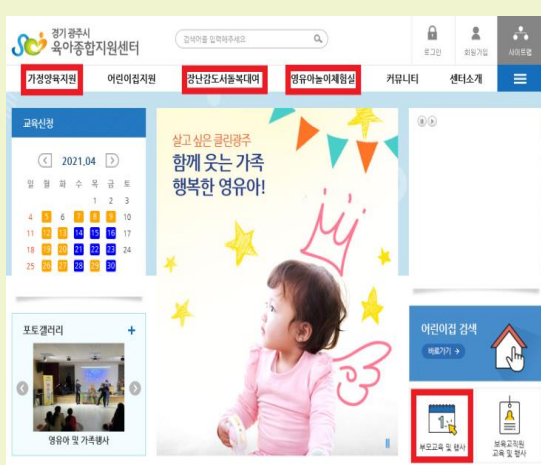 경기 광주시
육아종합지원센터
검색어를 입력해주세요.
로그인
회원가입
사이트맵
가정양육지원 어린이집지원 장난감도서돌복대여 영유아놀이체험실 커뮤니티 센터소개
교육신청
2021.04
일 월 화 수 목 금 토
1 2 3
4 5 6 7 8 9 10
11 12 13 14 15 16 17
18 19 20 21 22 23 24
25 26 27 28 29 30
살고 싶은 클린광주
함께 웃는 가족
행복한 영유아!
포토갤러리 +
영유아 및 가족행사
어린이집 검색
바로가기 →
1
부모교육 및 행사
보육교직원
교육 및 행사